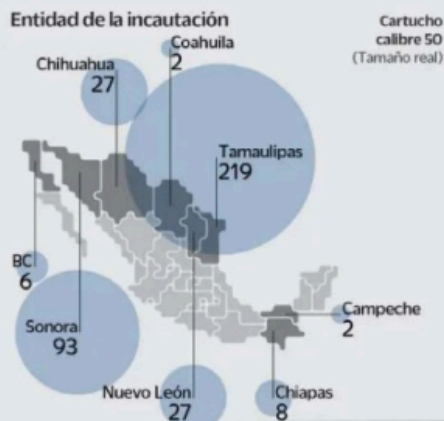 Entidad de la incautación
Cartucho
calibre 50
(Tamaño real)
Coahuila
2
Chihuahua
27
Tamaulipas
219
BC
6
Sonora
93
Campeche
2
Nuevo León
27
Chiapas
8